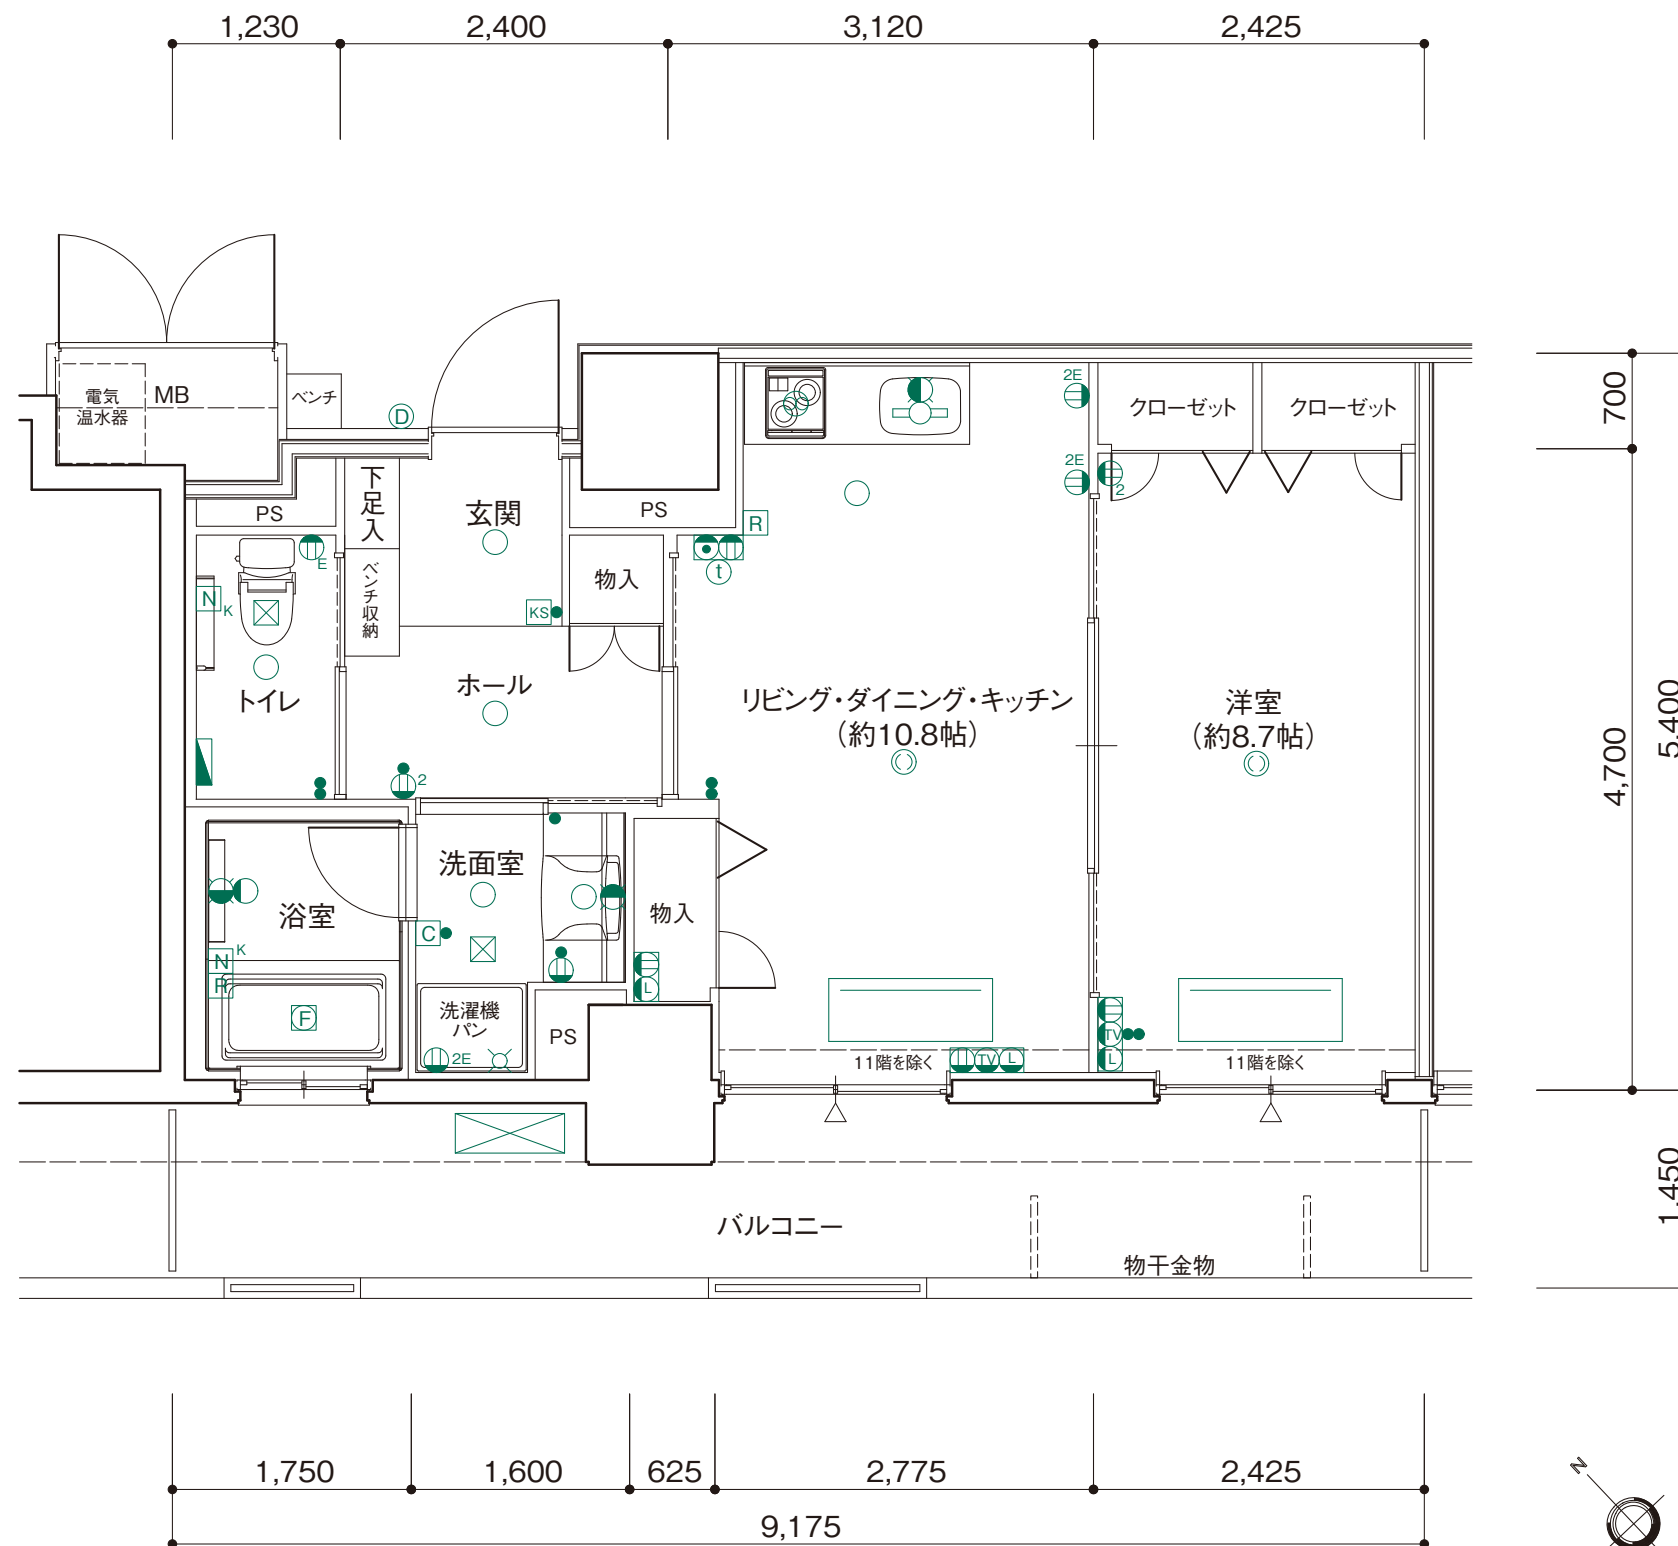 1,230
2,400
3,120
2,425
電気
温水器
MB
ベンチ
D
2E
クローゼット
クローゼット
700
下足入
玄関
PS
PS
2E
2
R
E
t
ベンチ収納
物入
N
K
KS
トイレ
ホール
リビング・ダイニング・キッチン
(約10.8帖)
洋室
(約8.7帖)
4,700
5,400
2
洗面室
浴室
物入
C
N
K
R
L
F
洗濯機
パン
2E
PS
TV
L
TV
L
11階を除く
11階を除く
1,450
バルコニー
物干金物
1,750
1,600
625
2,775
2,425
9,175
N